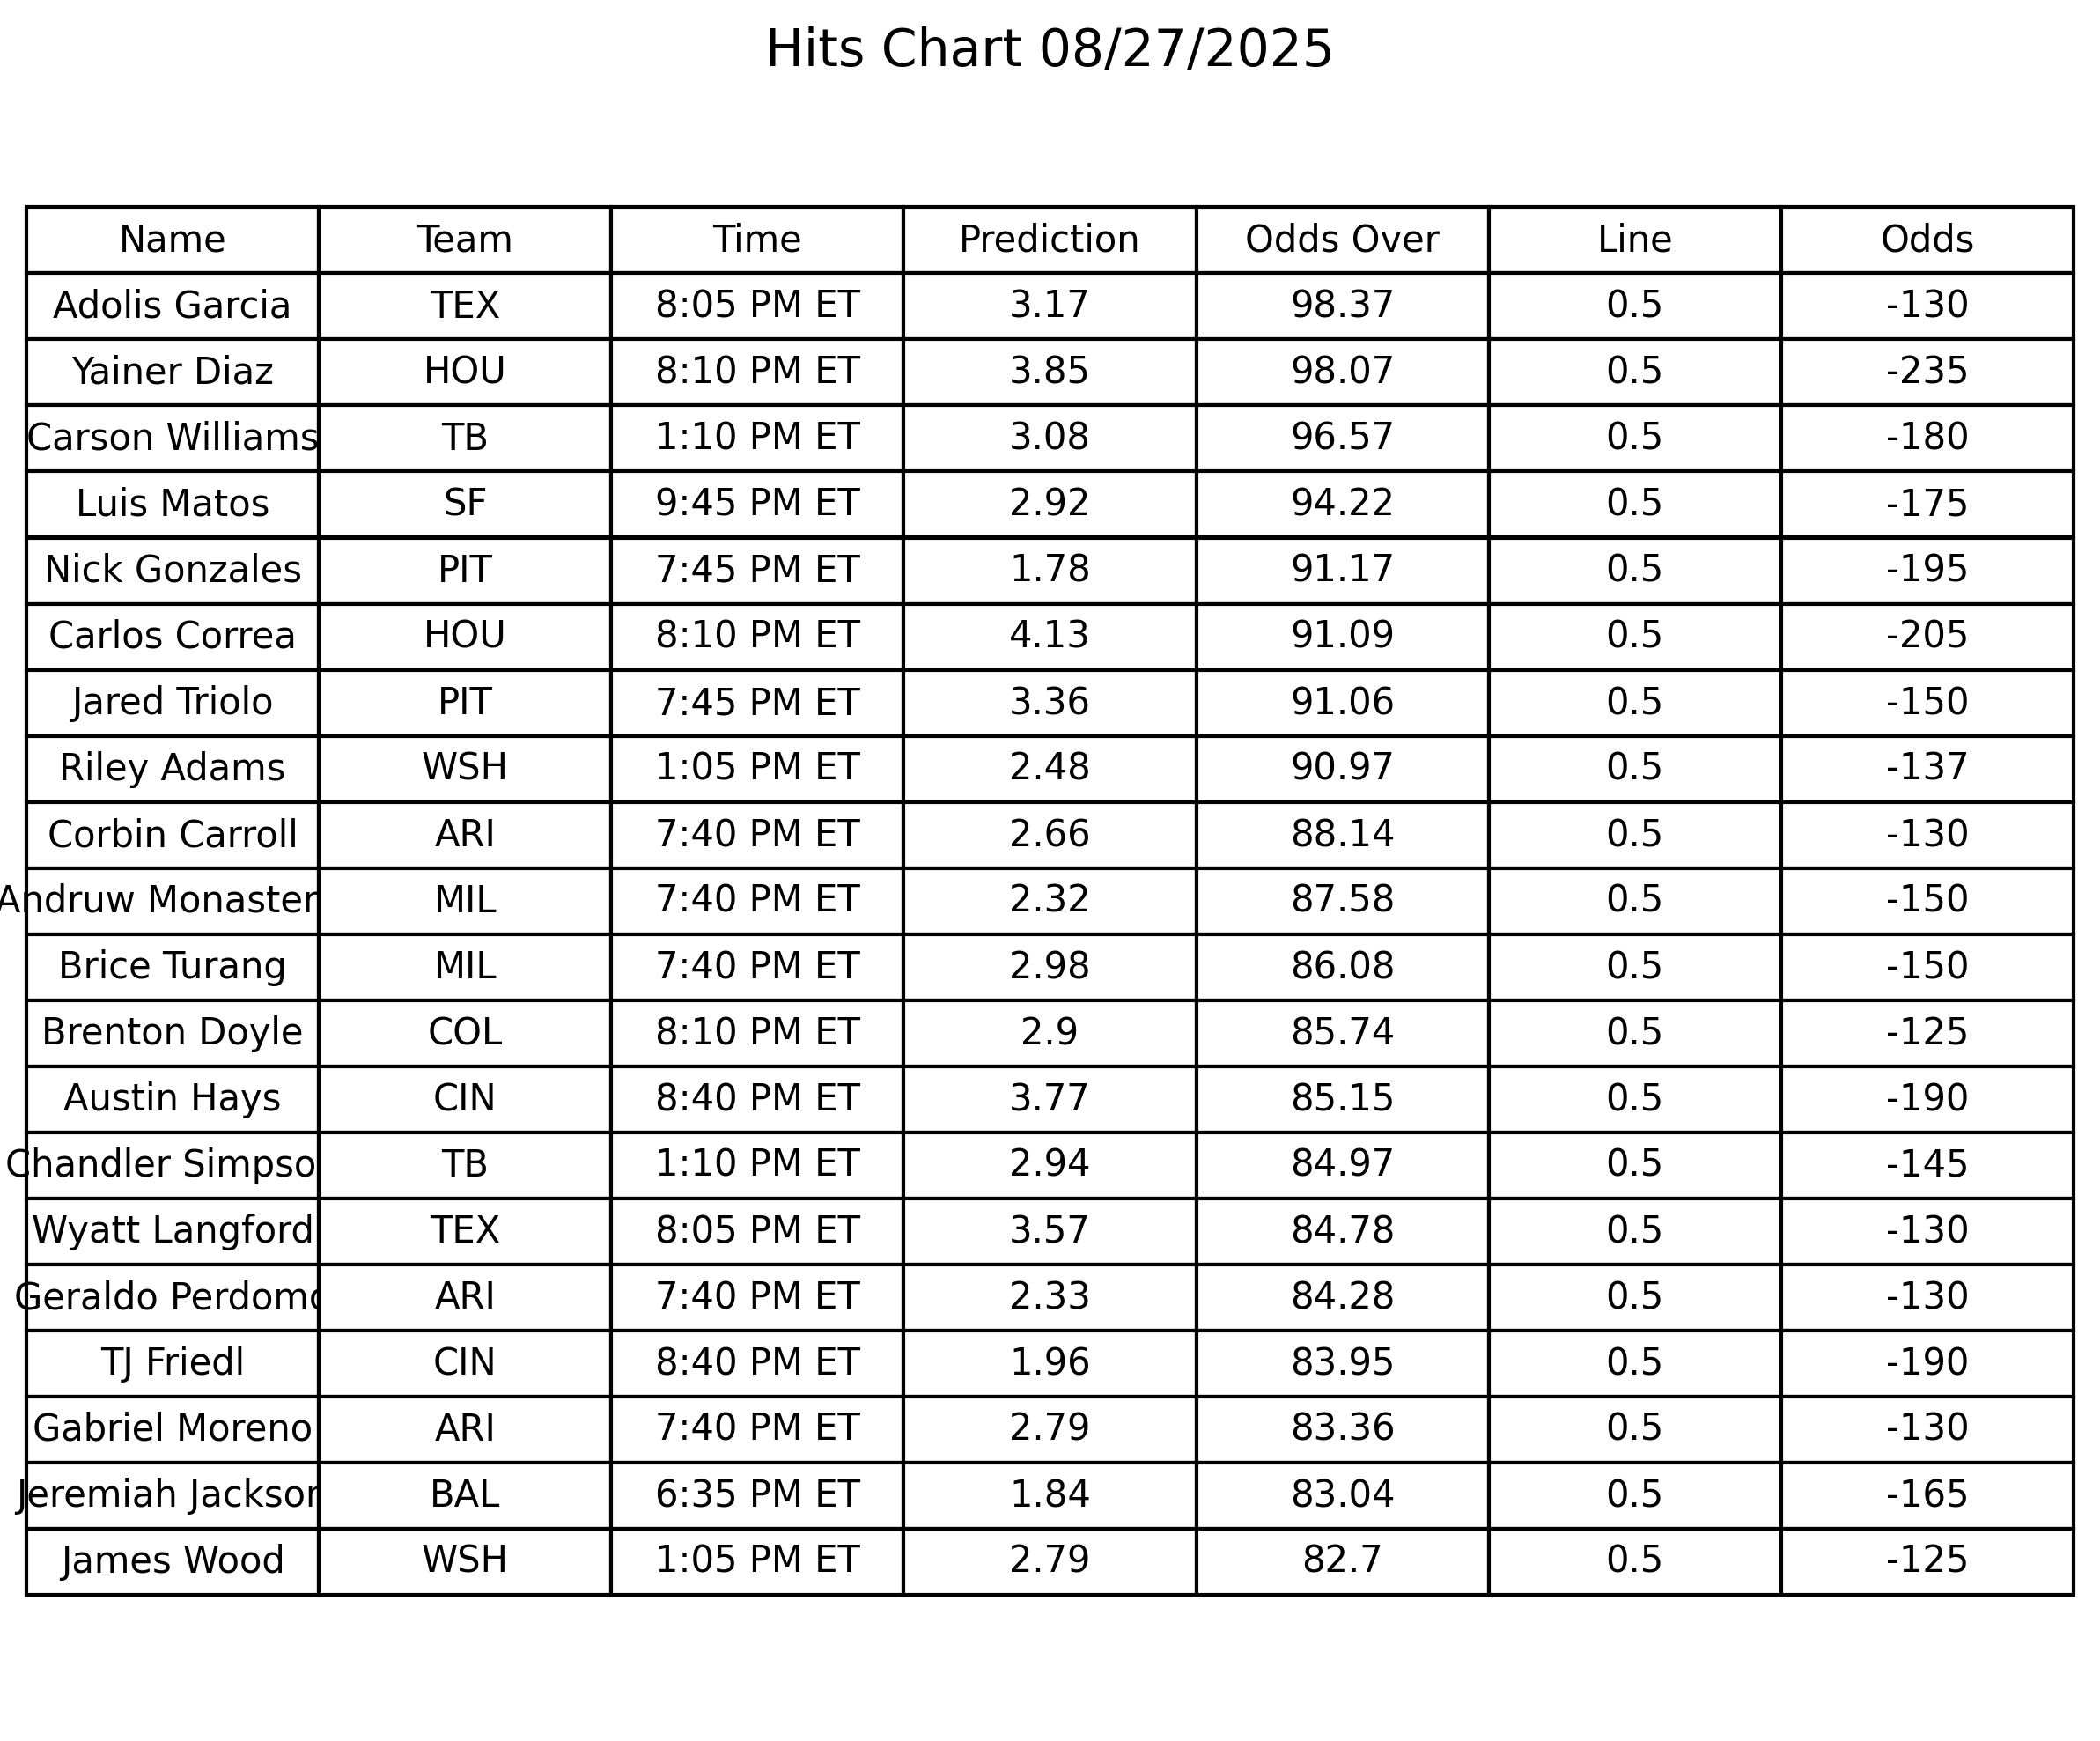 Hits Chart 08/27/2025
Name Team Time Prediction Odds Over Line Odds
Adolis Garcia TEX 8:05 PM ET 3.17 98.37 0.5 -130
Yainer Diaz HOU 8:10 PM ET 3.85 98.07 0.5 -235
Carson Williams TB 1:10 PM ET 3.08 96.57 0.5 -180
Luis Matos SF 9:45 PM ET 2.92 94.22 0.5 -175
Nick Gonzales PIT 7:45 PM ET 1.78 91.17 0.5 -195
Carlos Correa HOU 8:10 PM ET 4.13 91.09 0.5 -205
Jared Triolo PIT 7:45 PM ET 3.36 91.06 0.5 -150
Riley Adams WSH 1:05 PM ET 2.48 90.97 0.5 -137
Corbin Carroll ARI 7:40 PM ET 2.66 88.14 0.5 -130
Andruw Monaster MIL 7:40 PM ET 2.32 87.58 0.5 -150
Brice Turang MIL 7:40 PM ET 2.98 86.08 0.5 -150
Brenton Doyle COL 8:10 PM ET 2.9 85.74 0.5 -125
Austin Hays CIN 8:40 PM ET 3.77 85.15 0.5 -190
Chandler Simpso TB 1:10 PM ET 2.94 84.97 0.5 -145
Wyatt Langford TEX 8:05 PM ET 3.57 84.78 0.5 -130
Geraldo Perdomo ARI 7:40 PM ET 2.33 84.28 0.5 -130
TJ Friedl CIN 8:40 PM ET 1.96 83.95 0.5 -190
Gabriel Moreno ARI 7:40 PM ET 2.79 83.36 0.5 -130
Jeremiah Jackson BAL 6:35 PM ET 1.84 83.04 0.5 -165
James Wood WSH 1:05 PM ET 2.79 82.7 0.5 -125